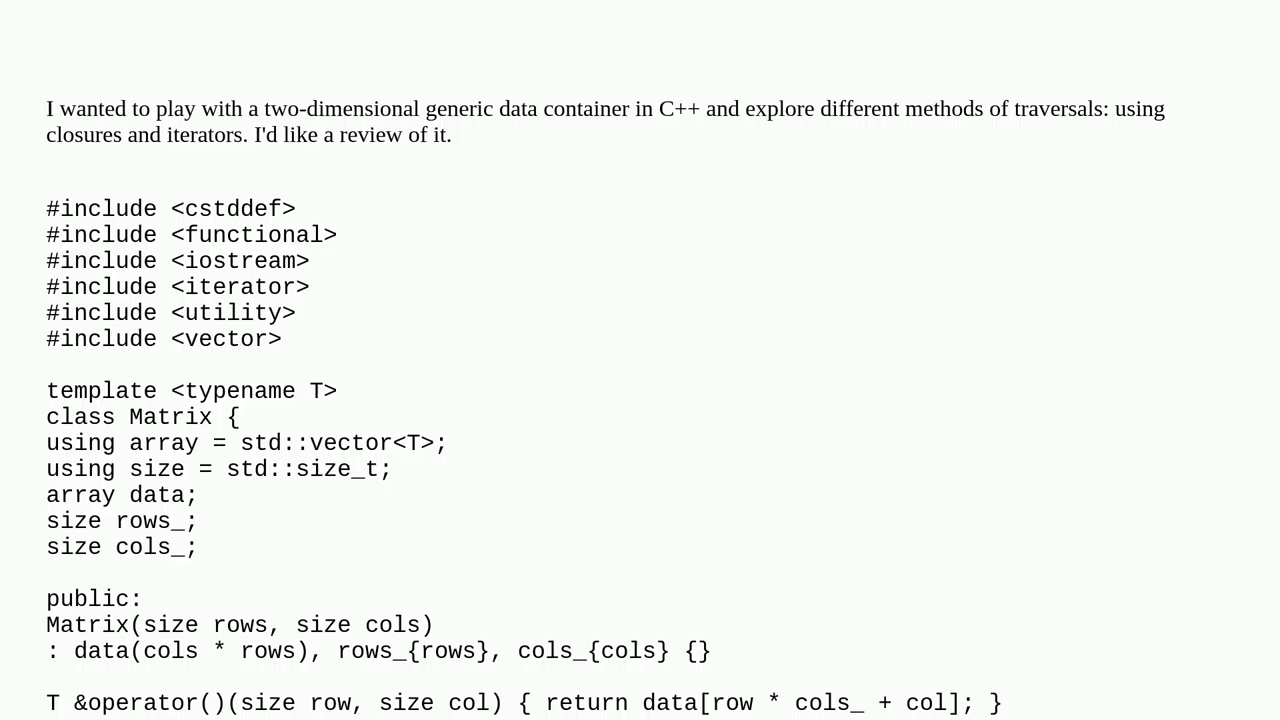 I wanted to play with a two-dimensional generic data container in C++ and explore different methods of traversals: using
closures and iterators. I'd like a review of it.
#include <cstddef>
#include <functional>
#include <iostream>
#include <iterator>
#include <utility>
#include <vector>
template <typename T>
class Matrix {
using array = std::vector<T>;
using size = std::size_t;
array data;
size rows_;
size cols_;
public:
Matrix(size rows, size cols)
: data(cols * rows), rows_{rows}, cols_{cols} {}
T &operator()(size row, size col) { return data[row * cols_ + col]; }